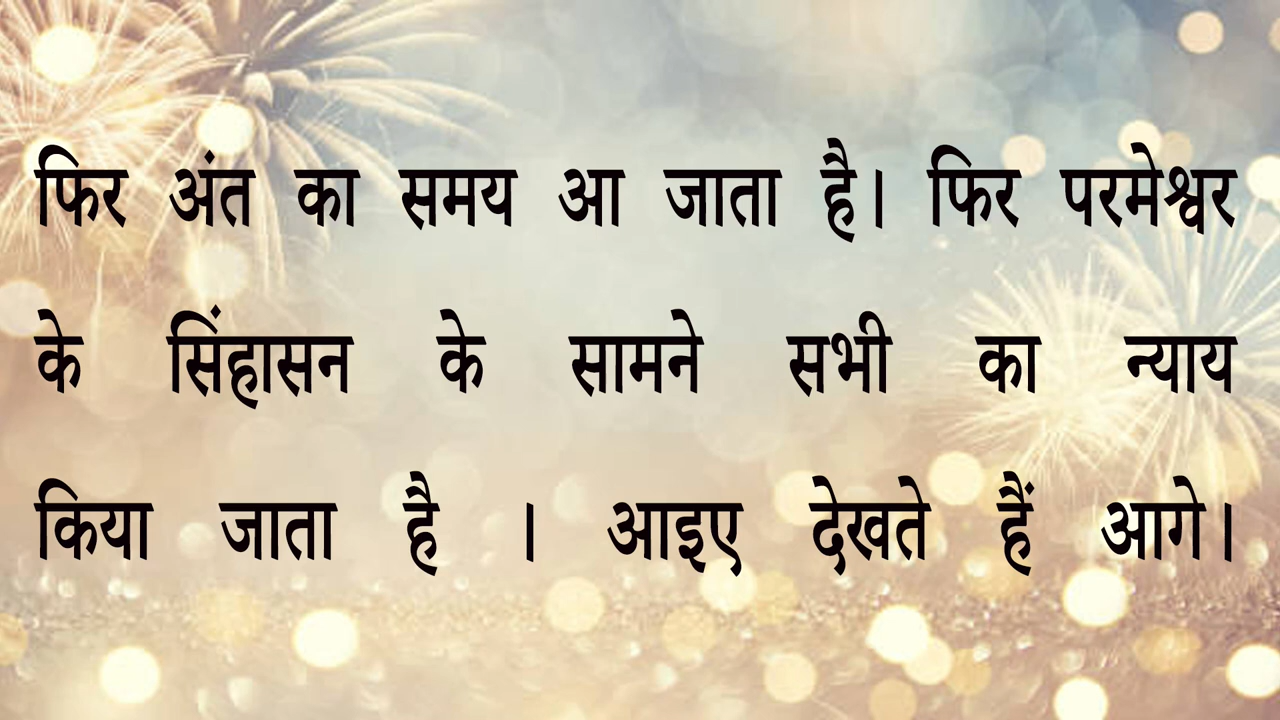 फिर अंत का समय आ जाता है। फिर परमेश्वर
के सिंहासन के सामने सभी का न्याय
किया जाता है । आइए देखते हैं आगे।